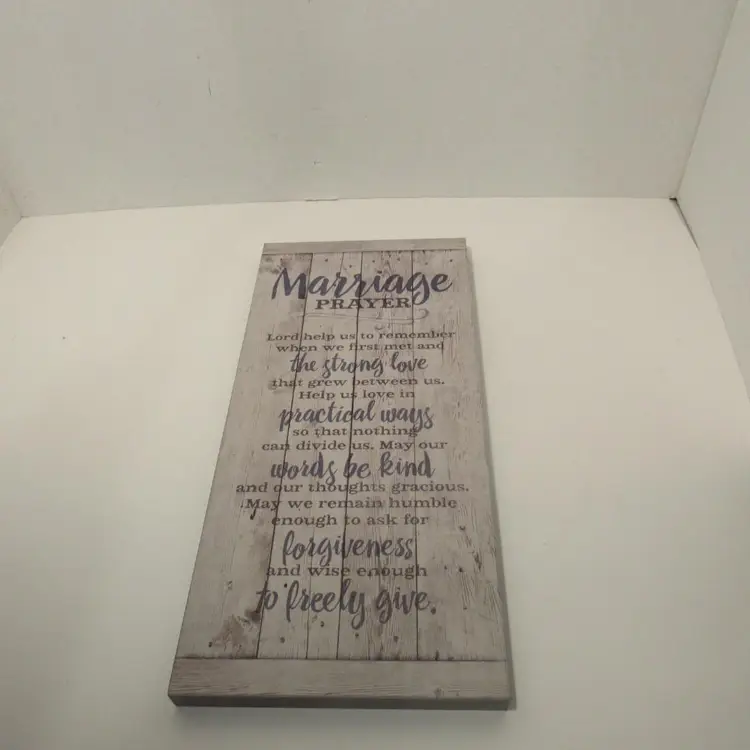 Marriage
PRAYER
Lord help us to remember
when we first met and
the strong love
that grew between us.
Help us love in
practical ways
so that nothing
can divide us. May our
words be kind
and our thoughts gracious.
May we remain humble
enough to ask for
forgiveness
and wise enough
to freely give.